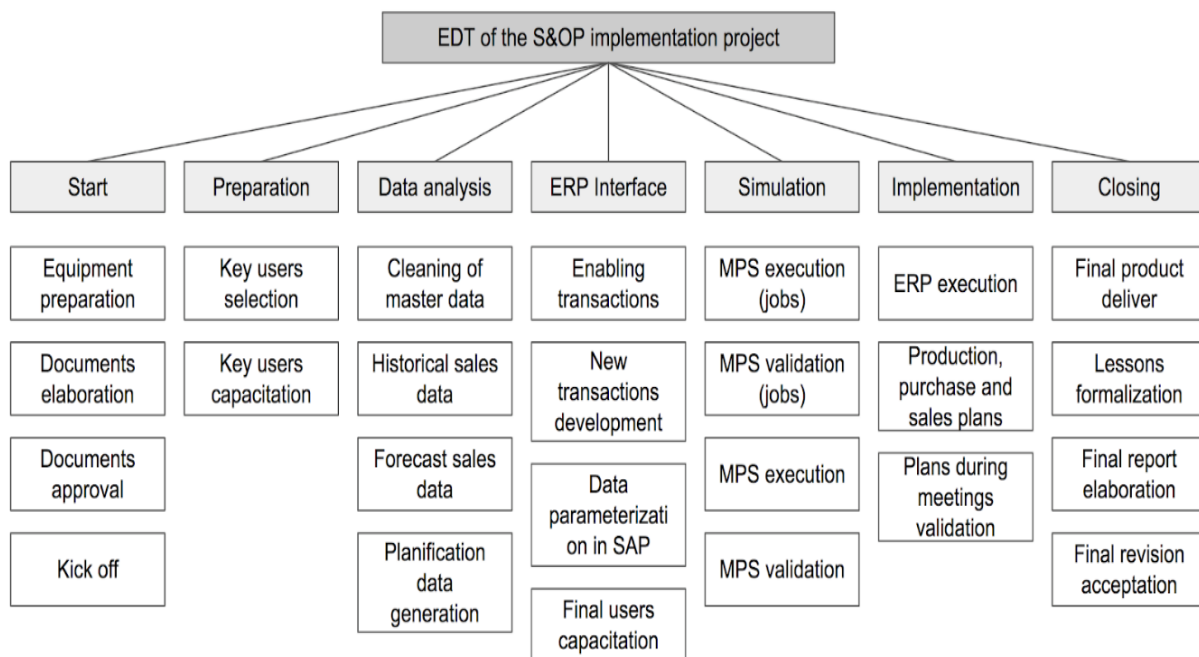 EDT of the S&OP implementation project
Start
Preparation
Data analysis
ERP Interface
Simulation
Implementation
Closing
Equipment
preparation
Documents
elaboration
Documents
approval
Kick off
Key users
selection
Key users
capacitation
Cleaning of
master data
Historical sales
data
Forecast sales
data
Planification
data
generation
Enabling
transactions
New
transactions
development
Data
parameterizati
on in SAP
Final users
capacitation
MPS execution
(jobs)
MPS validation
(jobs)
MPS execution
MPS validation
ERP execution
Production,
purchase and
sales plans
Plans during
meetings
validation
Final product
deliver
Lessons
formalization
Final report
elaboration
Final revision
acceptation